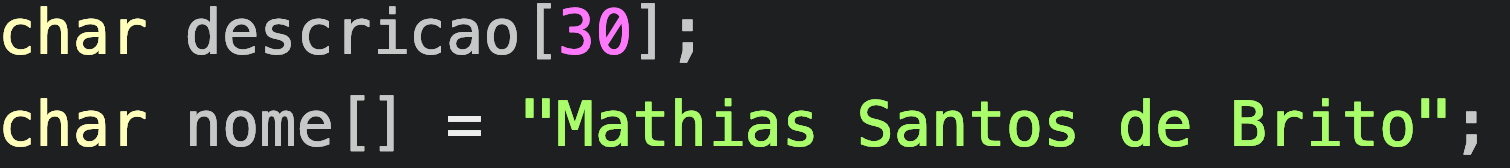 char descricao[30];
char nome[] = "Mathias Santos de Brito";